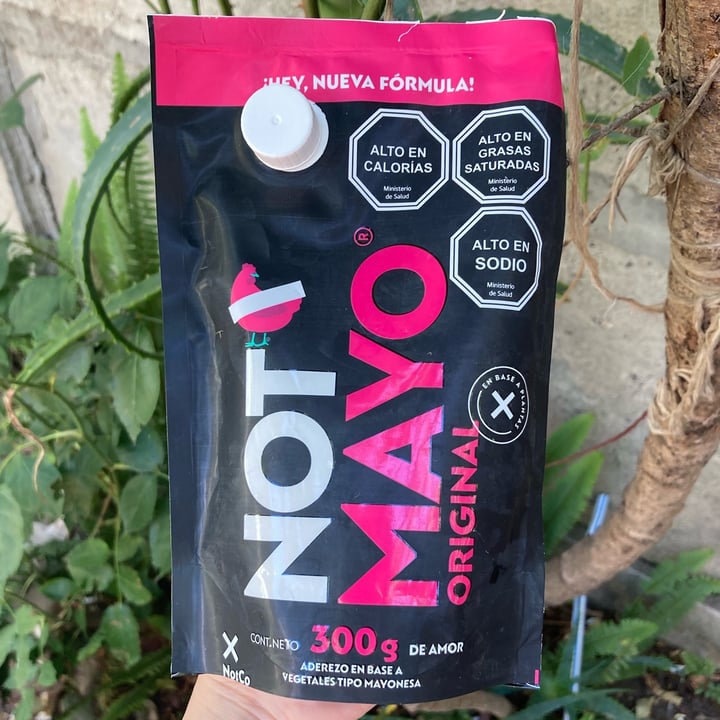 ¡HEY, NUEVA FÓRMULA!
ALTO EN
CALORÍAS
Ministerio
de Salud
ALTO EN
GRASAS
SATURADAS
Ministerio
de Salud
ALTO EN
SODIO
Ministerio
de Salud
NOT
MAYO®
ORIGINAL
EN BASE A PLANTAS
CONT. NETO 300g DE AMOR
ADEREZO EN BASE A
VEGETALES TIPO MAYONESA
NotCo